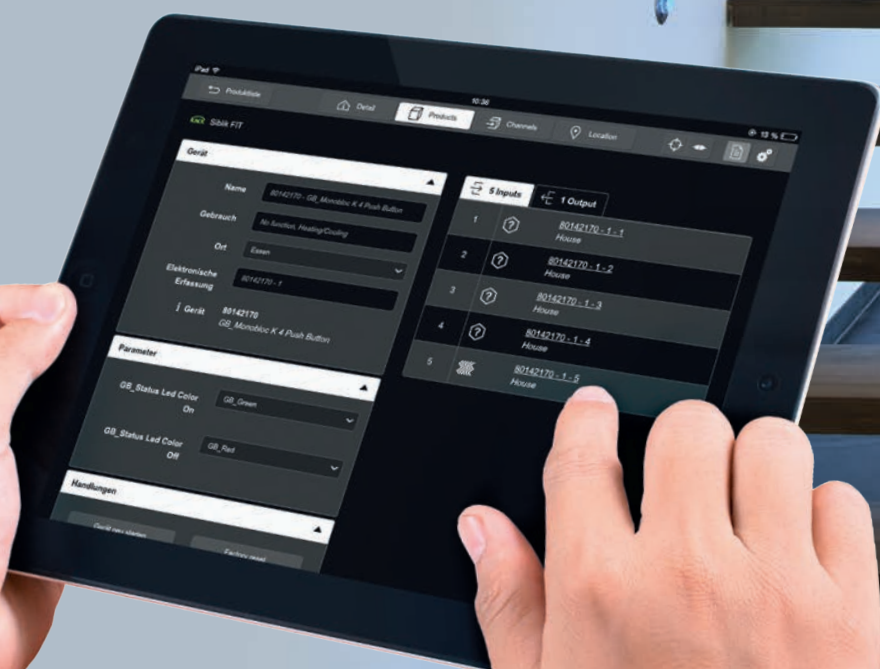 iPad
10:36
13 %
Produktliste
Detail
Products
Channels
Location
Siblik FIT
Gerät
Name
80142170 - GB_Monobloc K 4 Push Button
Gebrauch
No function, Heating/Cooling
Ort
Essen
Elektronische
Erfassung
80142170 - 1
i Gerät
80142170
GB_Monobloc K 4 Push Button
Parameter
GB_Status Led Color
On
GB_Green
GB_Status Led Color
Off
GB_Red
Handlungen
Gerät neu starten
Factory reset
5 Inputs
1 Output
1
80142170 - 1 - 1
House
2
80142170 - 1 - 2
House
3
80142170 - 1 - 3
House
4
80142170 - 1 - 4
House
5
80142170 - 1 - 5
House